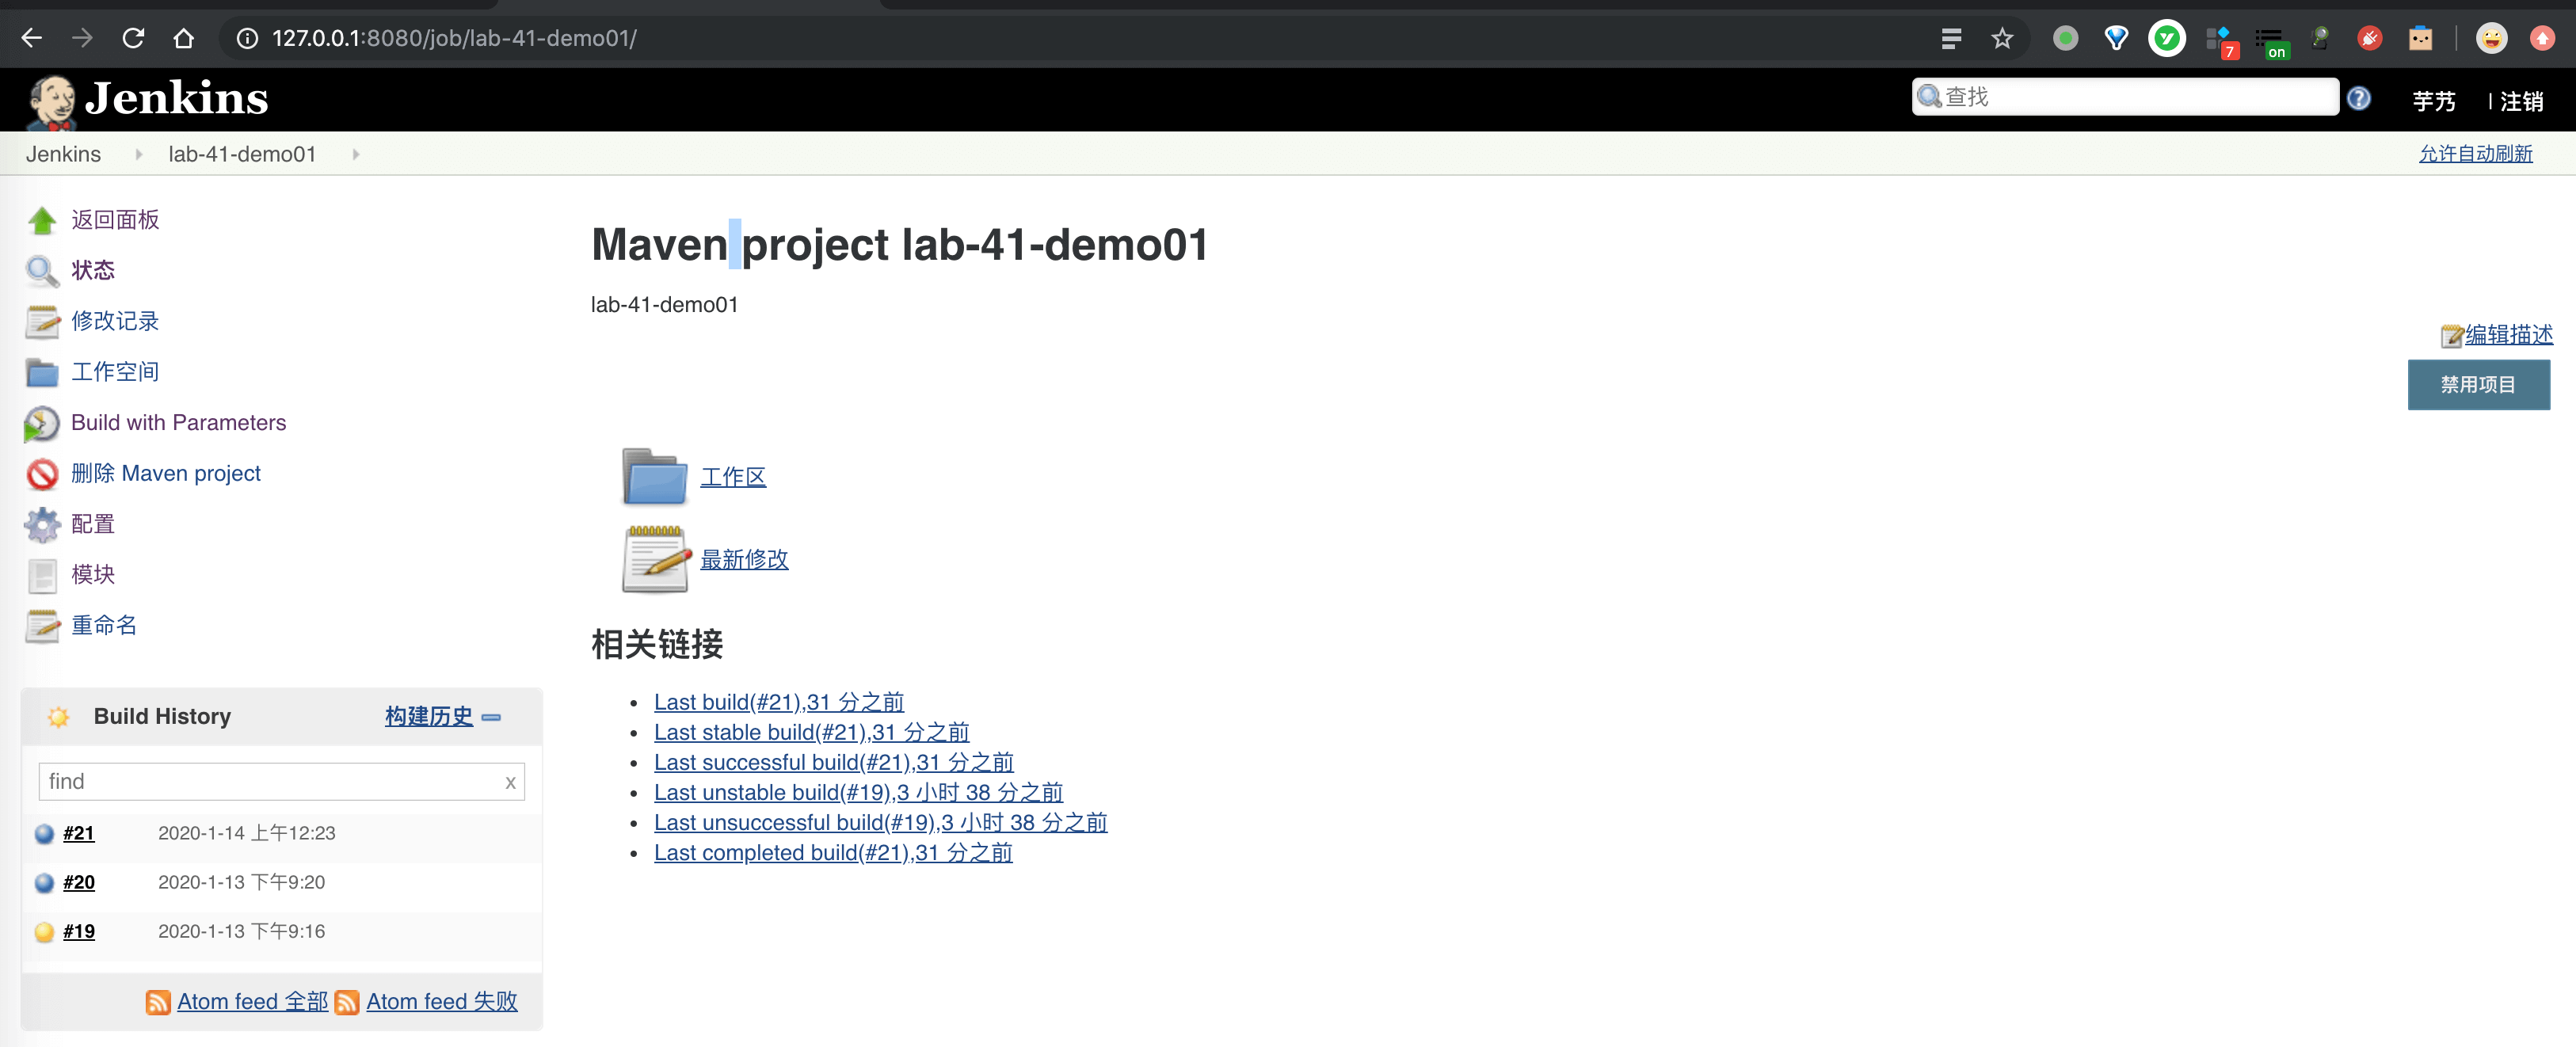 127.0.0.1:8080/job/lab-41-demo01/
7
on
Jenkins
查找
芋艿
| 注销
Jenkins
lab-41-demo01
允许自动刷新
返回面板
状态
修改记录
工作空间
Build with Parameters
删除 Maven project
配置
模块
重命名
Build History
构建历史
find
x
#21 2020-1-14 上午12:23
#20 2020-1-13 下午9:20
#19 2020-1-13 下午9:16
Atom feed 全部
Atom feed 失败
Maven project lab-41-demo01
lab-41-demo01
编辑描述
禁用项目
工作区
最新修改
相关链接
Last build(#21),31 分之前
Last stable build(#21),31 分之前
Last successful build(#21),31 分之前
Last unstable build(#19),3 小时 38 分之前
Last unsuccessful build(#19),3 小时 38 分之前
Last completed build(#21),31 分之前